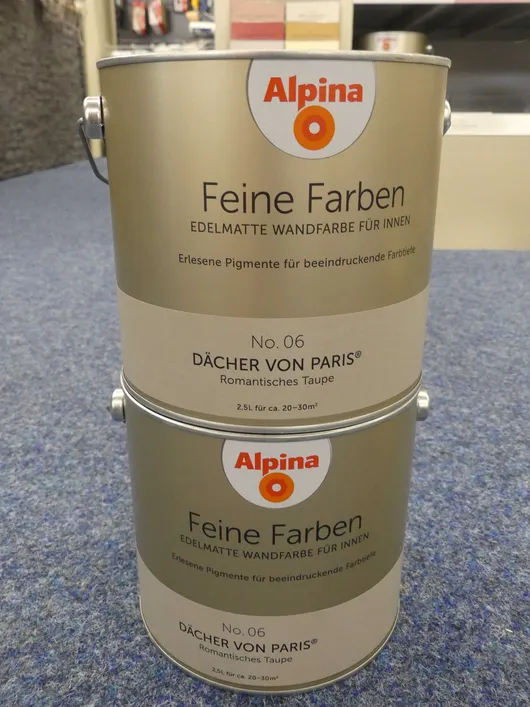 Alpina
Feine Farben
EDELMATTE WANDFARBE FÜR INNEN
Erlesene Pigmente für beeindruckende Farbtiefe
No. 06
DÄCHER VON PARIS®
Romantisches Taupe
2,5L für ca. 20–30m²
Alpina
Feine Farben
EDELMATTE WANDFARBE FÜR INNEN
Erlesene Pigmente für beeindruckende Farbtiefe
No. 06
DÄCHER VON PARIS®
Romantisches Taupe
2,5L für ca. 20–30m²